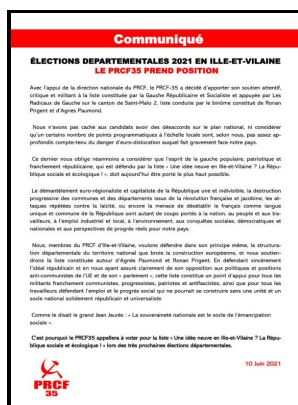 Communiqué
ÉLECTIONS DEPARTEMENTALES 2021 EN ILLE-ET-VILAINE
LE PRCF35 PREND POSITION
Avec l'appui de la direction nationale du PRCF, le PRCF-35 a décidé d'apporter son soutien attentif,
critique et militant à la liste constituée par la Gauche Républicaine et Socialiste et appuyée par Les
Radicaux de Gauche sur le canton de Saint-Malo 2, liste conduite par le binôme constitué de Ronan
Prigent et d'Agnès Paumond.
Nous n'avons pas caché aux candidats avoir des désaccords sur le plan national, ni considérer
qu'un certains nombre de points programmatiques à l'échelle locale sont, selon nous, pas assez ap-
profondis compte-tenu du danger d'euro-dislocation auquel fait gravement face notre pays.
Ce dernier nous oblige néanmoins à considérer que l'esprit de la gauche populaire, patriotique et
franchement républicaine, qui est défendu par la liste « Une idée neuve en Ille-et-Vilaine ? La Répu-
blique sociale et écologique ! », doit aujourd'hui être porté le plus haut possible.
Le démantèlement euro-régionaliste et capitaliste de la République une et indivisible, la destruction
progressive des communes et des départements issus de la révolution française et jacobine, les at-
taques répétées contre la laïcité, ou encore la menace de déstabilir le français comme langue
unique et commune de la République sont autant de coups portés à la nation, au peuple et aux tra-
vailleurs, à l'emploi industriel et local, à l'environnement, aux conquêtes sociales, démocratiques et
nationales et aux perspectives de progrès réels pour notre pays.
Nous, membres du PRCF d'Ille-et-Vilaine, voulons défendre dans son principe même, la structura-
tion départementale du territoire national que broie la construction européenne, et nous soutien-
drons la liste constituée autour d'Agnès Paumond et Ronan Prigent. En défendant sincèrement
l'idéal républicain et en nous ayant assuré clairement de son opposition aux politiques et positions
anti-communistes de l'UE et de son « parlement », cette liste constitue un point d'appui pour tous les
militants franchement communistes, progressistes, patriotes et antifascistes, ainsi que pour tous les
travailleurs défendant l'emploi et le progrès social qui ne pourrait se construire sans une unité et un
socle national solidement républicain et universaliste.
Comme le disait le grand Jean Jaurès : « La souveraineté nationale est le socle de l'émancipation
sociale ».
C'est pourquoi le PRCF35 appellera à voter pour la liste « Une idée neuve en Ille-et-Vilaine ? La Répu-
blique sociale et écologique ! » lors des très prochaines élections départementales.
10 Juin 2021
PRCF
35